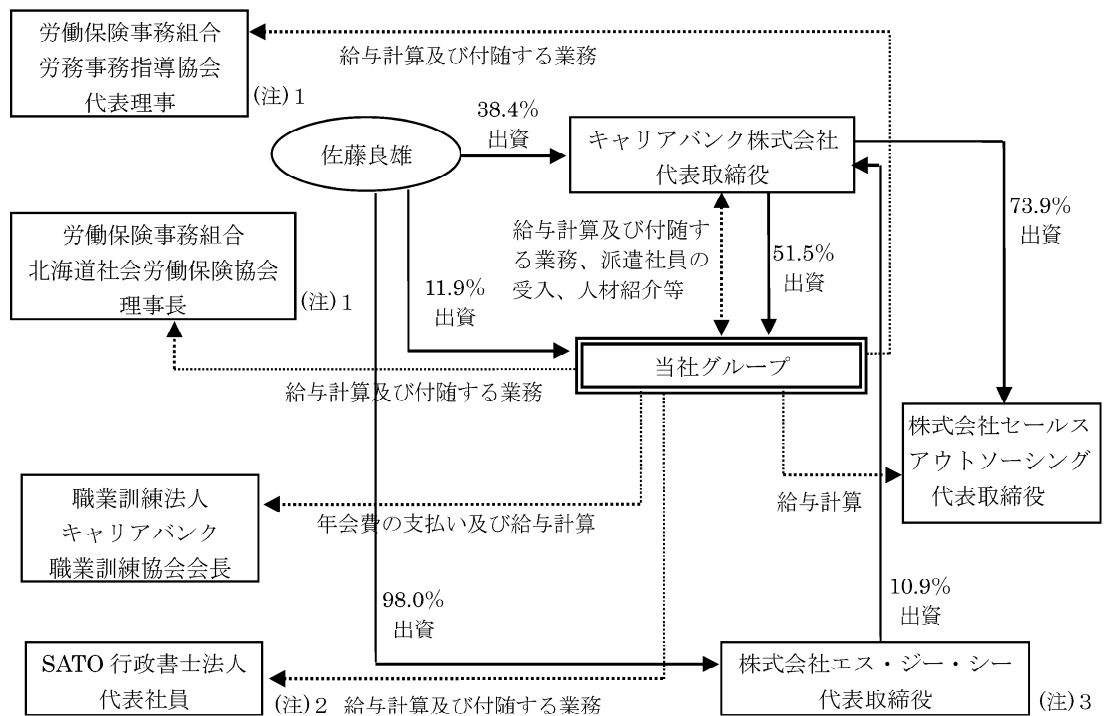 労働保険事務組合
労務事務指導協会
代表理事
(注)1
給与計算及び付随する業務
佐藤良雄
38.4%
出資
キャリアバンク株式会社
代表取締役
73.9%
出資
労働保険事務組合
北海道社会労働保険協会
理事長
(注)1
11.9%
出資
給与計算及び付随す
る業務、派遣社員の
受入、人材紹介等
51.5%
出資
当社グループ
給与計算及び付随する業務
株式会社セールス
アウトソーシング
代表取締役
給与計算
職業訓練法人
キャリアバンク
職業訓練協会会長
年会費の支払い及び給与計算
98.0%
出資
10.9%
出資
SATO 行政書士法人
代表社員
(注)2 給与計算及び付随する業務
株式会社エス・ジー・シー
代表取締役
(注)3